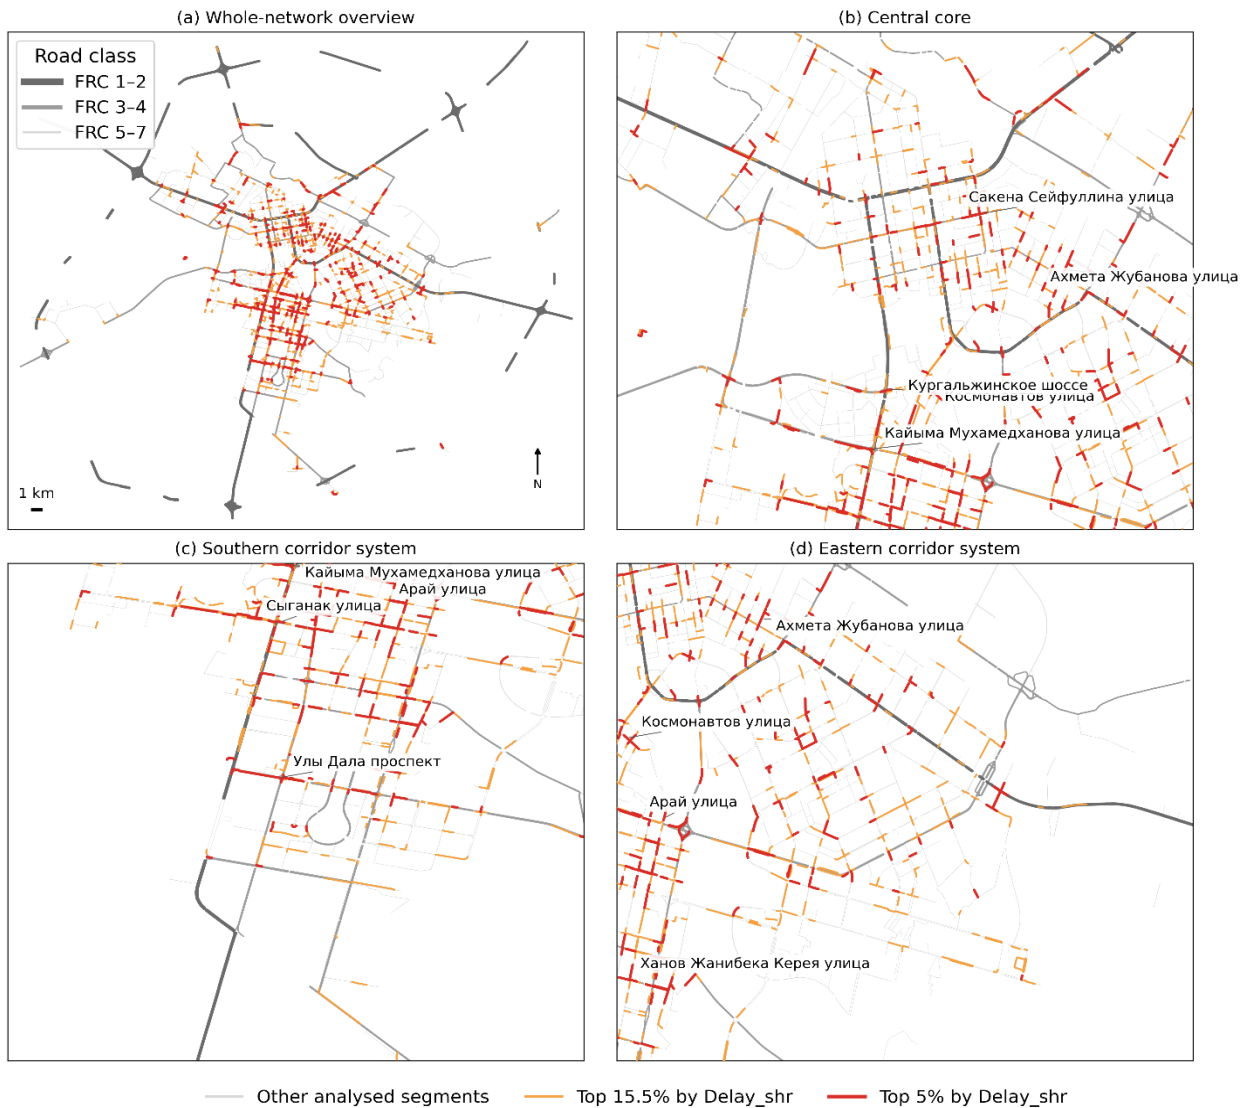 (a) Whole-network overview
Road class
FRC 1–2
FRC 3–4
FRC 5–7
1 km
N
(b) Central core
Сакена Сейфуллина улица
Ахмета Жубанова улица
Кургальжинское шоссе
Космонавтов улица
Кайыма Мухамедханова улица
(c) Southern corridor system
Кайыма Мухамедханова улица
Арай улица
Сыганак улица
Улы Дала проспект
(d) Eastern corridor system
Ахмета Жубанова улица
Космонавтов улица
Арай улица
Ханов Жанибека Керея улица
Other analysed segments
Top 15.5% by Delay_shr
Top 5% by Delay_shr